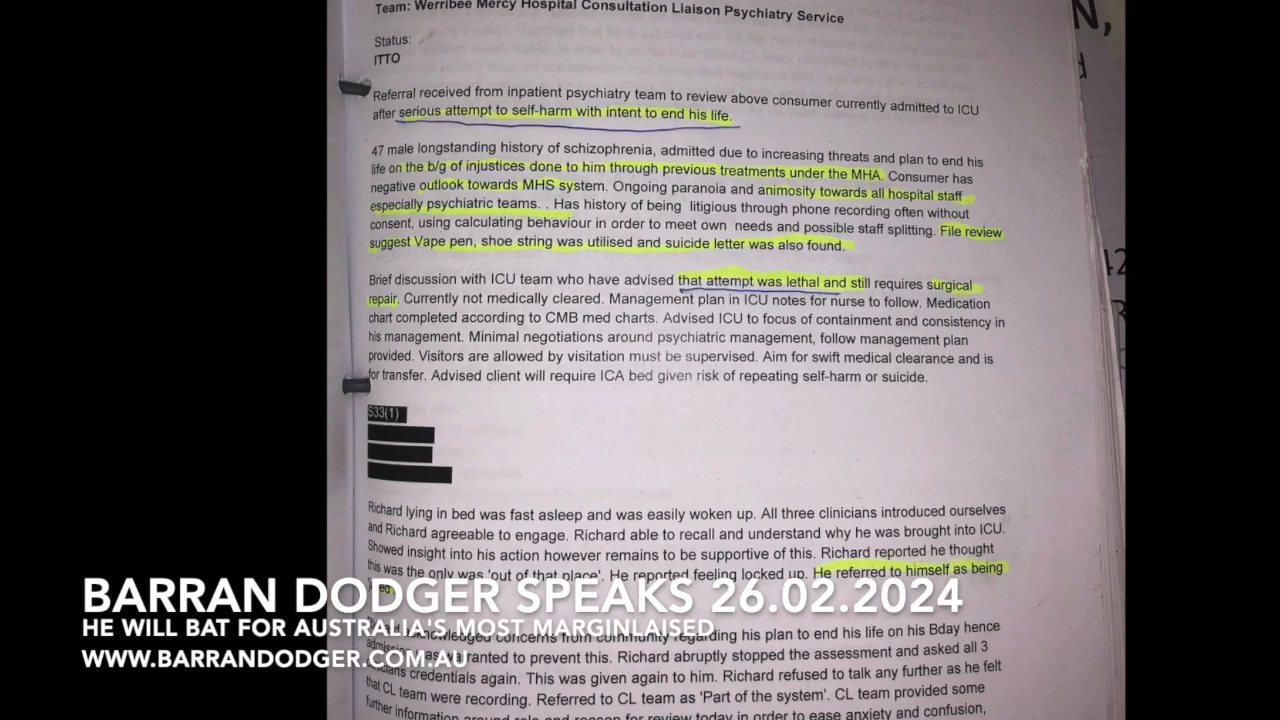 Team: Werribee Mercy Hospital Consultation Liaison Psychiatry Service
Status:
ITTO
Referral received from inpatient psychiatry team to review above consumer currently admitted to ICU
after serious attempt to self-harm with intent to end his life.
47 male longstanding history of schizophrenia, admitted due to increasing threats and plan to end his
life on the b/g of injustices done to him through previous treatments under the MHA. Consumer has
negative outlook towards MHS system. Ongoing paranoia and animosity towards all hospital staff
especially psychiatric teams. . Has history of being litigious through phone recording often without
consent, using calculating behaviour in order to meet own needs and possible staff splitting. File review
suggest Vape pen, shoe string was utilised and suicide letter was also found.
Brief discussion with ICU team who have advised that attempt was lethal and still requires surgical
repair. Currently not medically cleared. Management plan in ICU notes for nurse to follow. Medication
chart completed according to CMB med charts. Advised ICU to focus of containment and consistency in
his management. Minimal negotiations around psychiatric management, follow management plan
provided. Visitors are allowed by visitation must be supervised. Aim for swift medical clearance and is
for transfer. Advised client will require ICA bed given risk of repeating self-harm or suicide.
S33(1)
Richard lying in bed was fast asleep and was easily woken up. All three clinicians introduced ourselves
and Richard agreeable to engage. Richard able to recall and understand why he was brought into ICU.
Showed insight into his action however remains to be supportive of this. Richard reported he thought
this was the only was 'out of that place'. He reported feeling locked up. He referred to himself as being
BARRAN DODGER SPEAKS 26.02.2024
HE WILL BAT FOR AUSTRALIA'S MOST MARGINLAISED
acknowledged concerns from community regarding his plan to end his life on his Bday hence
WWW.BARRANDODGER.COM.AU
to prevent this. Richard abruptly stopped the assessment and asked all 3
credentials again. This was given again to him. Richard refused to talk any further as he felt
that CL team were recording. Referred to CL team as 'Part of the system'. CL team provided some
further information around role and reason for review today in order to ease anxiety and confusion,